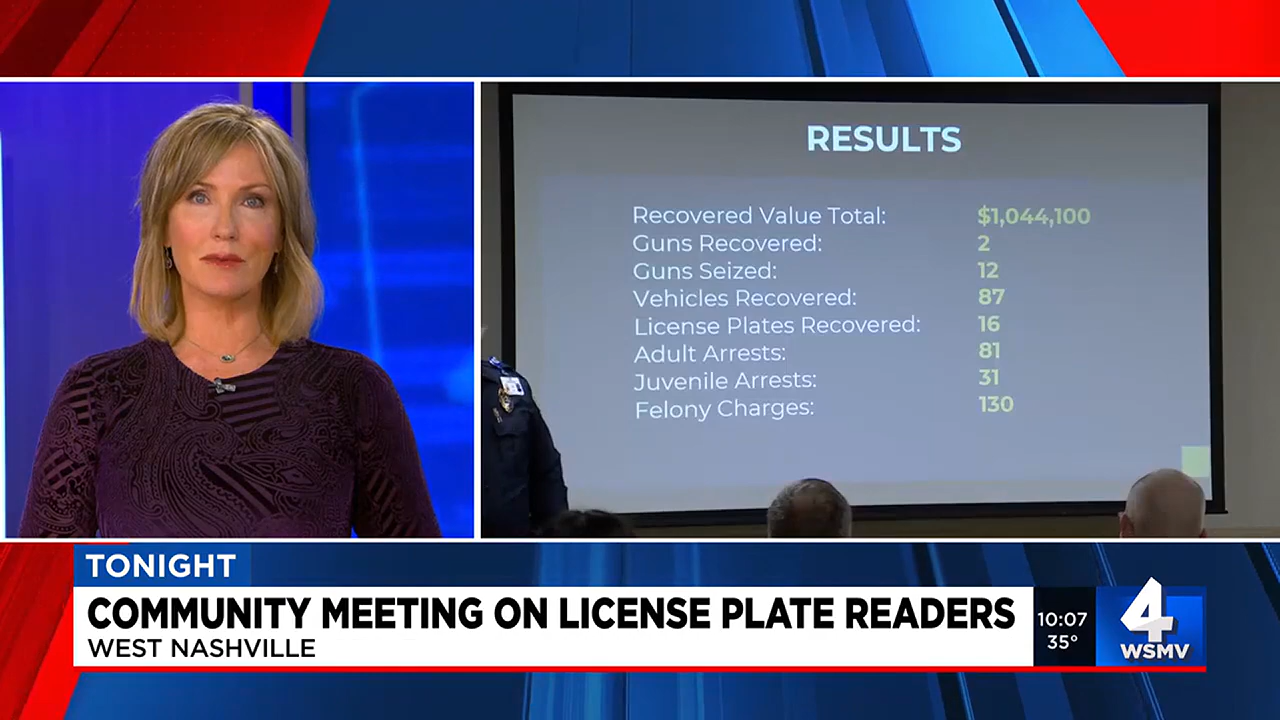 RESULTS
Recovered Value Total: $1,044,100
Guns Recovered: 2
Guns Seized: 12
Vehicles Recovered: 87
License Plates Recovered: 16
Adult Arrests: 81
Juvenile Arrests: 31
Felony Charges: 130
TONIGHT
COMMUNITY MEETING ON LICENSE PLATE READERS
WEST NASHVILLE
10:07
35°
4
WSMV